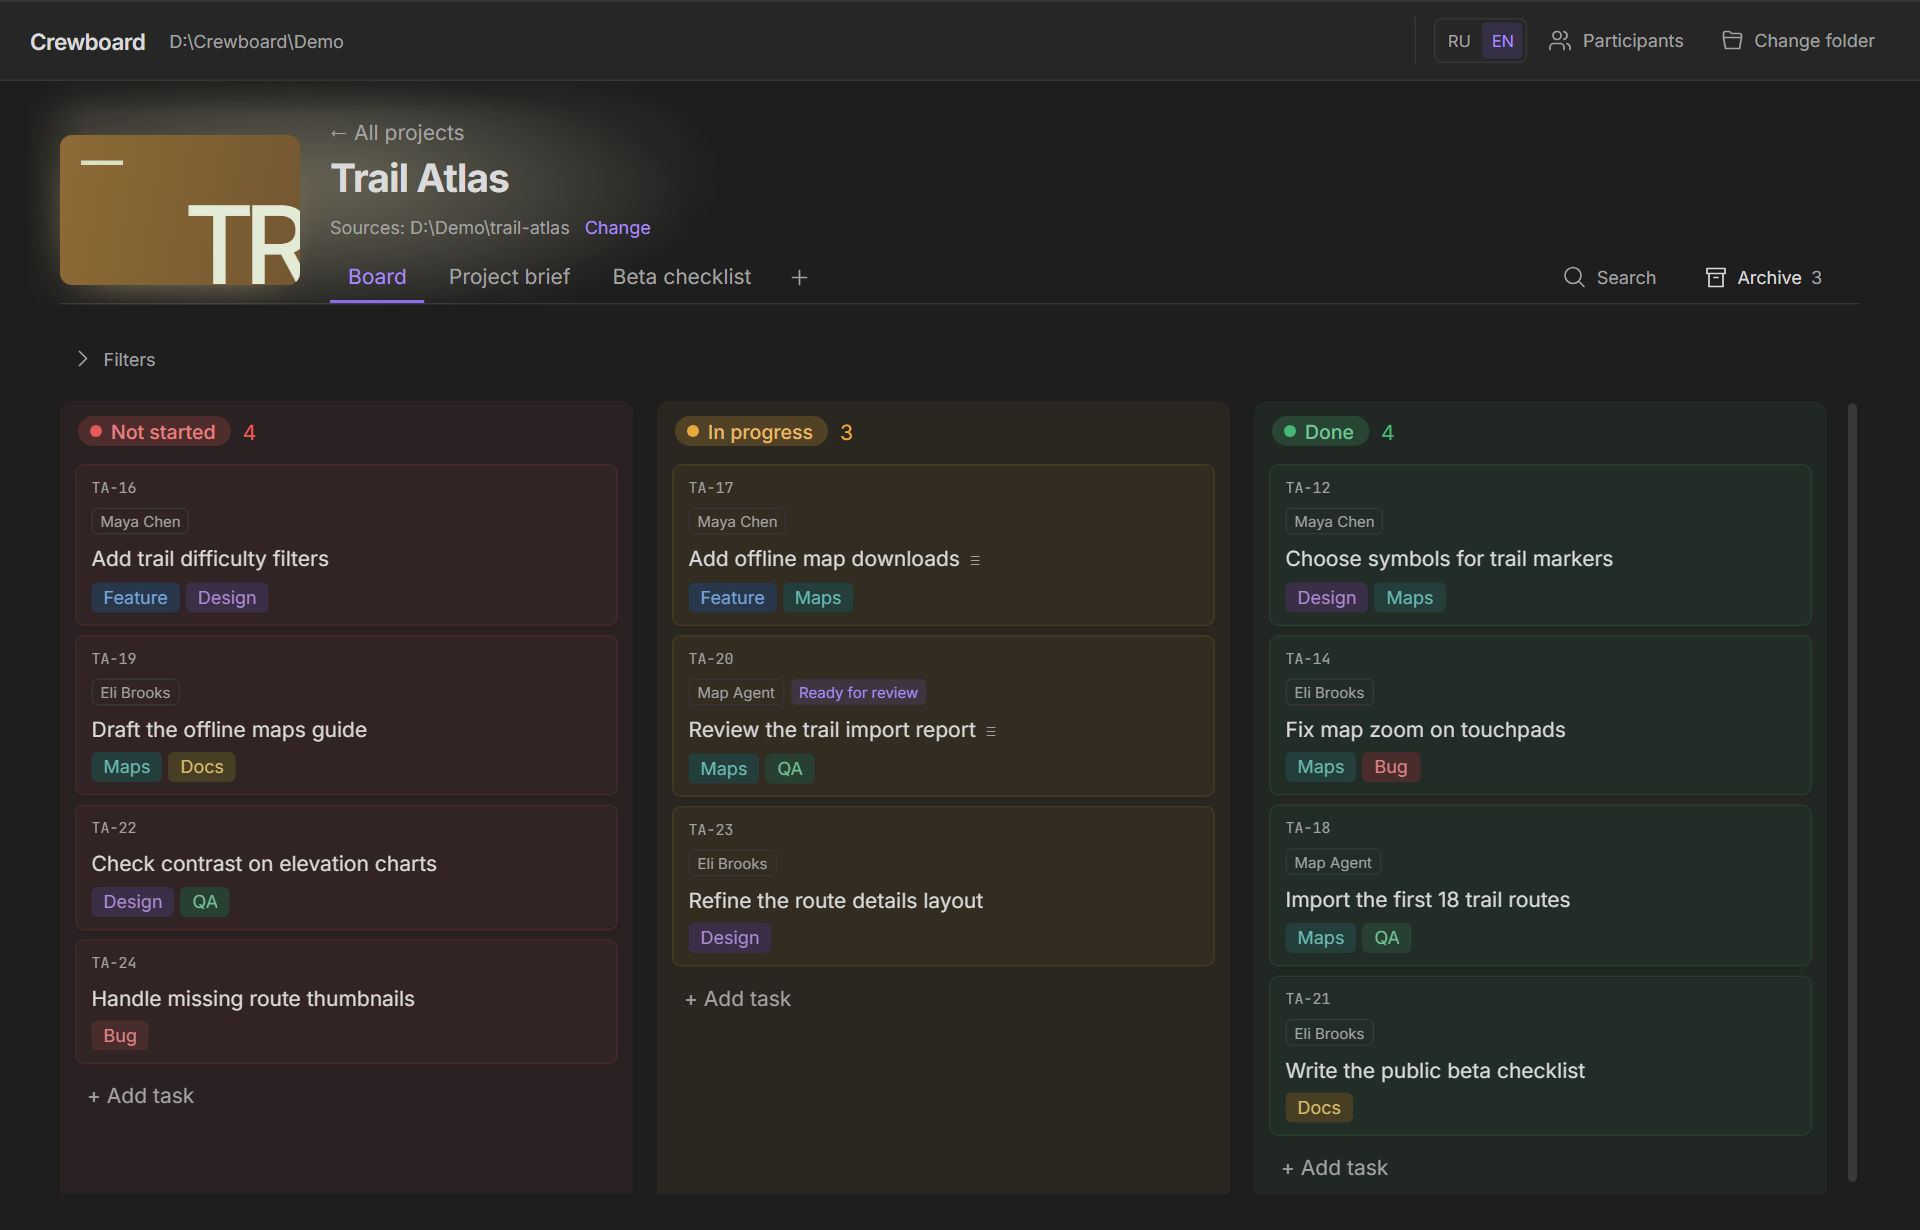 Crewboard
D:\Crewboard\Demo
RU EN
Participants
Change folder
TR
← All projects
Trail Atlas
Sources: D:\Demo\trail-atlas Change
Board
Project brief
Beta checklist
+
Search
Archive 3
Filters
Not started 4
TA-16
Maya Chen
Add trail difficulty filters
Feature Design
TA-19
Eli Brooks
Draft the offline maps guide
Maps Docs
TA-22
Check contrast on elevation charts
Design QA
TA-24
Handle missing route thumbnails
Bug
+ Add task
In progress 3
TA-17
Maya Chen
Add offline map downloads
Feature Maps
TA-20
Map Agent Ready for review
Review the trail import report
Maps QA
TA-23
Eli Brooks
Refine the route details layout
Design
+ Add task
Done 4
TA-12
Maya Chen
Choose symbols for trail markers
Design Maps
TA-14
Eli Brooks
Fix map zoom on touchpads
Maps Bug
TA-18
Map Agent
Import the first 18 trail routes
Maps QA
TA-21
Eli Brooks
Write the public beta checklist
Docs
+ Add task